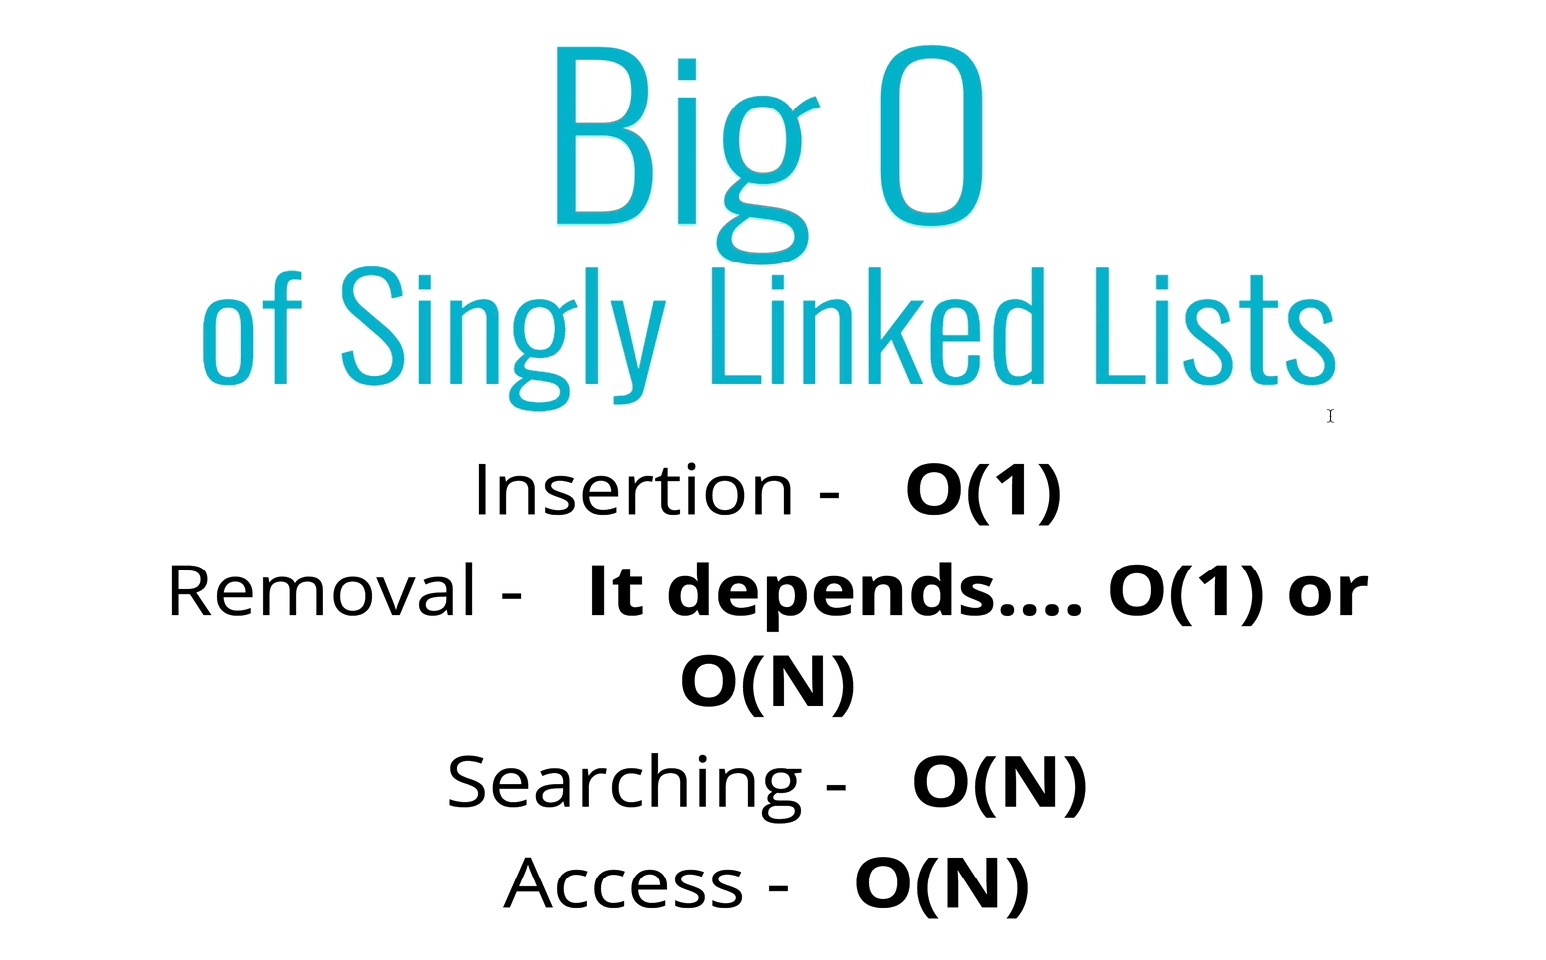 Big O
of Singly Linked Lists
Insertion - O(1)
Removal - It depends.... O(1) or
O(N)
Searching - O(N)
Access - O(N)